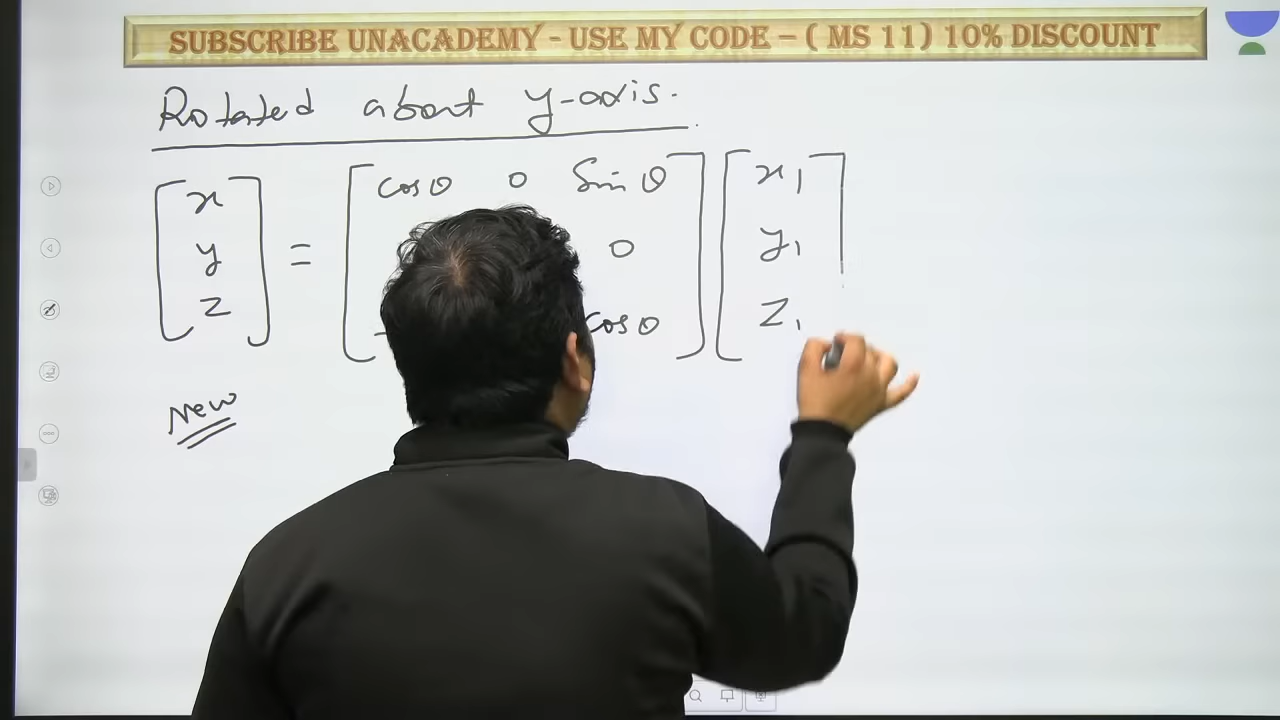 SUBSCRIBE UNACADEMY - USE MY CODE – ( MS 11) 10% DISCOUNT
Rotated about y-axis.
x cosθ 0 Sinθ x1
y = 0 y1
z cosθ z1
New